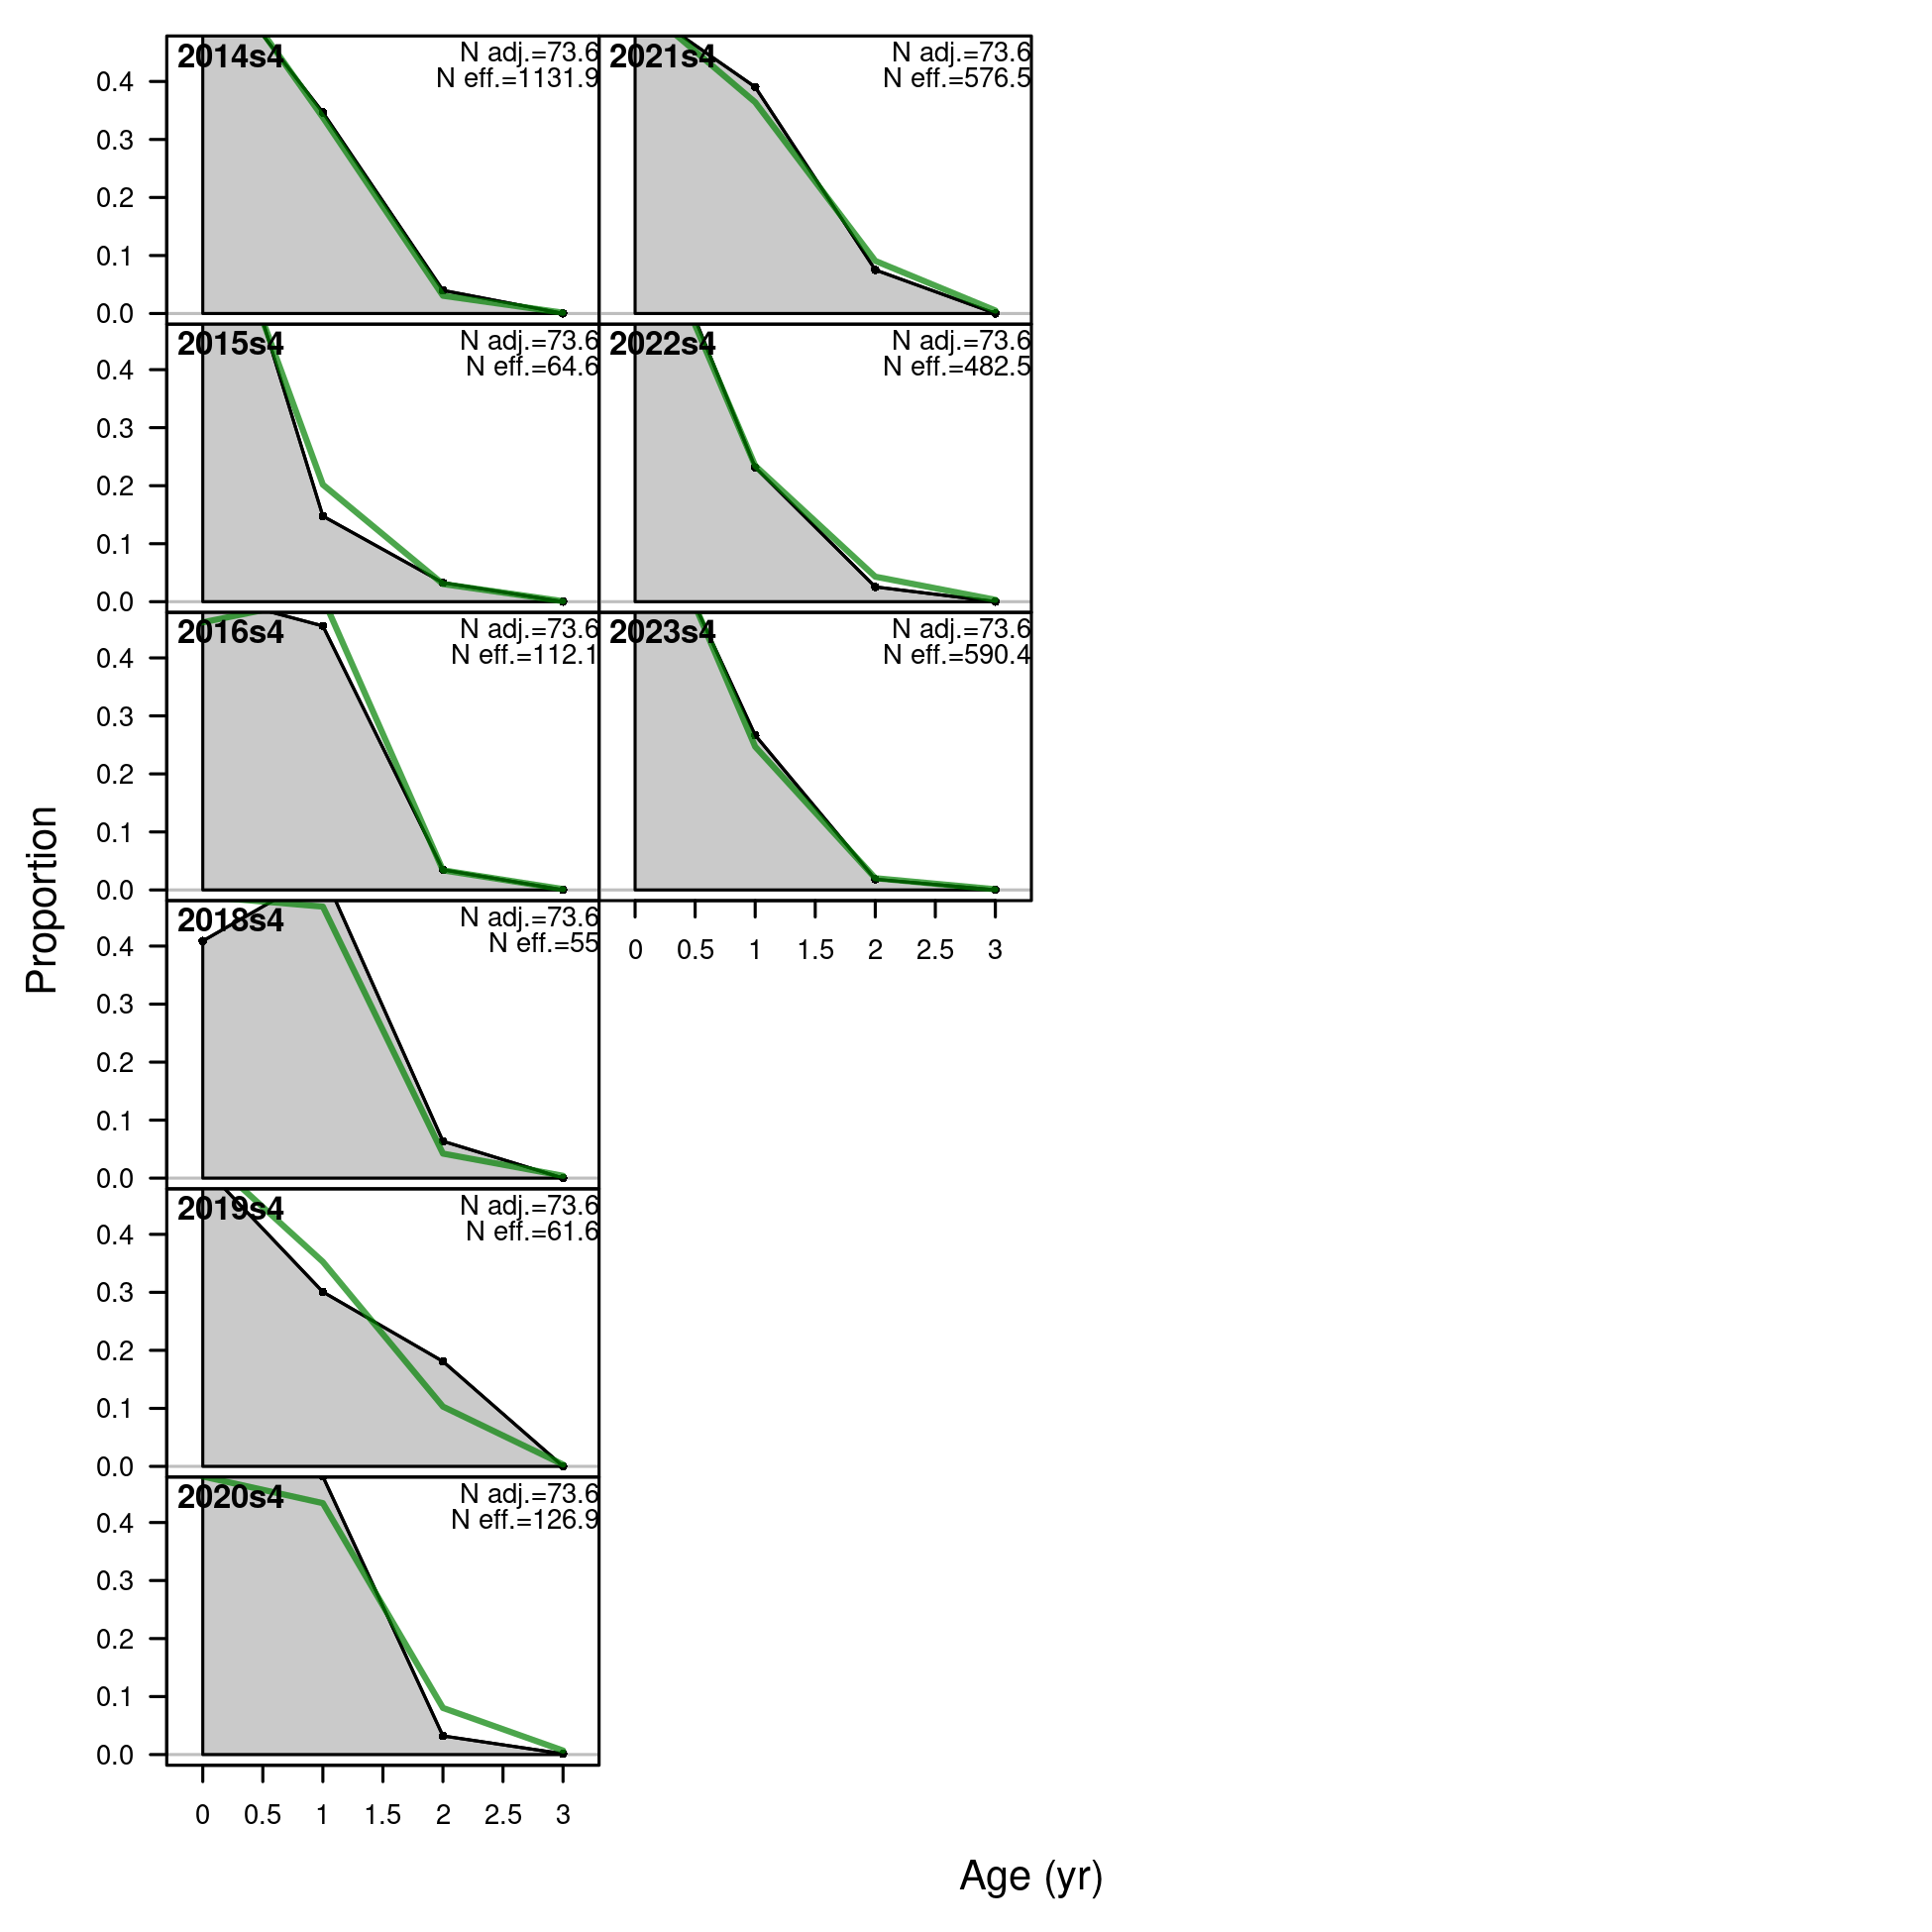 2014s4
N adj.=73.6
N eff.=1131.9
0.4
0.3
0.2
0.1
0.0
2021s4
N adj.=73.6
N eff.=576.5
2015s4
N adj.=73.6
N eff.=64.6
0.4
0.3
0.2
0.1
0.0
2022s4
N adj.=73.6
N eff.=482.5
2016s4
N adj.=73.6
N eff.=112.1
0.4
0.3
0.2
0.1
0.0
2023s4
N adj.=73.6
N eff.=590.4
0 0.5 1 1.5 2 2.5 3
2018s4
N adj.=73.6
N eff.=55
0.4
0.3
0.2
0.1
0.0
2019s4
N adj.=73.6
N eff.=61.6
0.4
0.3
0.2
0.1
0.0
2020s4
N adj.=73.6
N eff.=126.9
0.4
0.3
0.2
0.1
0.0
0 0.5 1 1.5 2 2.5 3
Proportion
Age (yr)